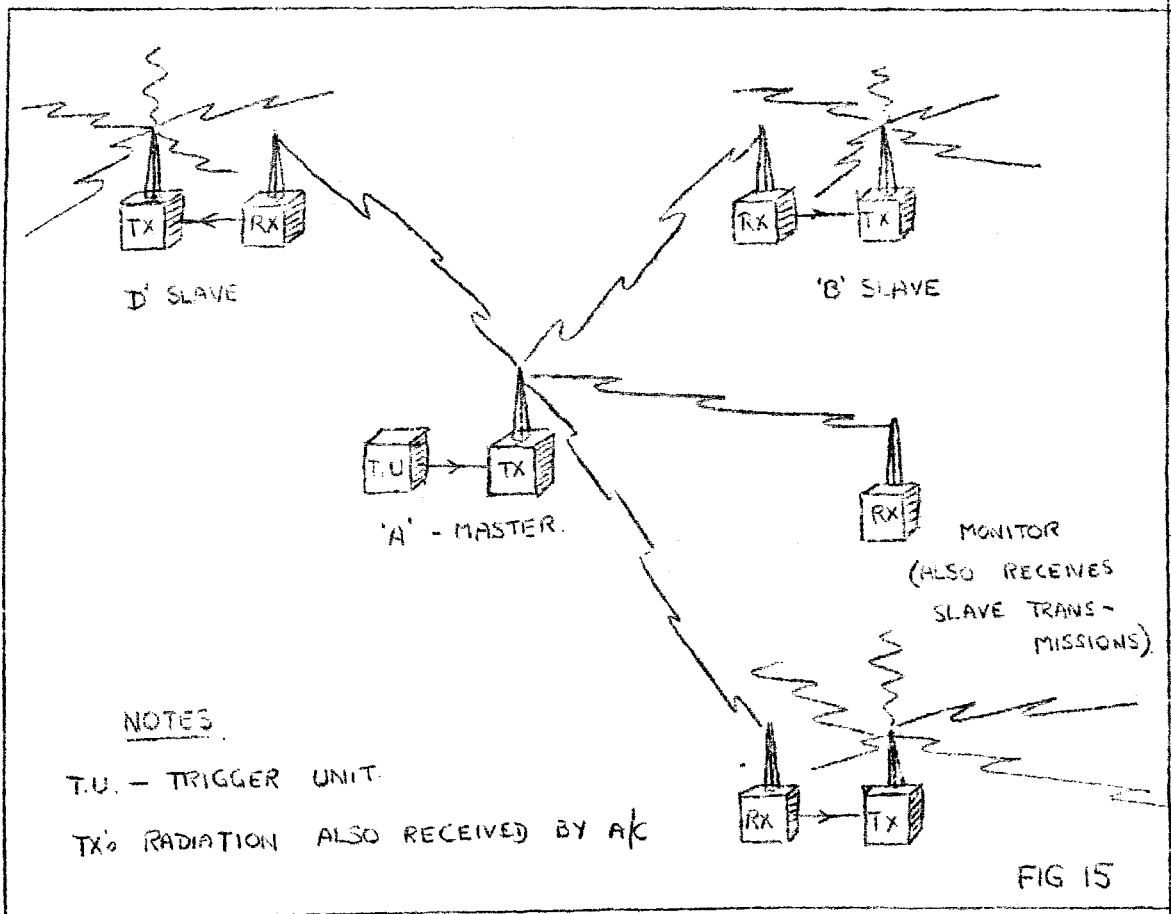 TX
RX
D' SLAVE
RX
TX
'B' SLAVE
T.U
TX
'A' - MASTER.
RX
MONITOR
(ALSO RECEIVES
SLAVE TRANS-
MISSIONS).
NOTES
T.U. - TRIGGER UNIT.
TX's RADIATION ALSO RECEIVED BY A/C
RX
TX
FIG 15